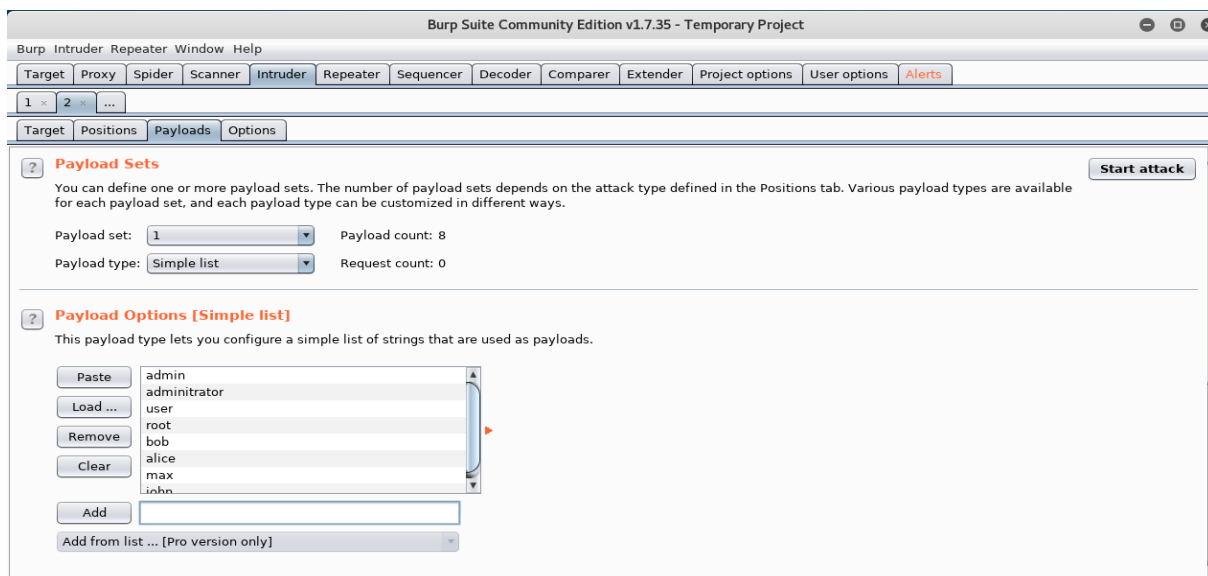 Burp Suite Community Edition v1.7.35 - Temporary Project
Burp Intruder Repeater Window Help
Target Proxy Spider Scanner Intruder Repeater Sequencer Decoder Comparer Extender Project options User options Alerts
1 × 2 × ...
Target Positions Payloads Options
? Payload Sets
Start attack
You can define one or more payload sets. The number of payload sets depends on the attack type defined in the Positions tab. Various payload types are available
for each payload set, and each payload type can be customized in different ways.
Payload set: 1 Payload count: 8
Payload type: Simple list Request count: 0
? Payload Options [Simple list]
This payload type lets you configure a simple list of strings that are used as payloads.
Paste
Load ...
Remove
Clear
admin
adminitrator
user
root
bob
alice
max
john
Add
Add from list ... [Pro version only]